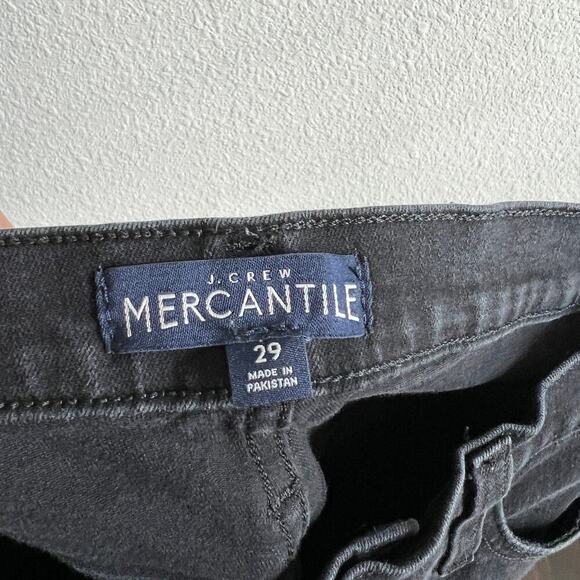 J.CREW
MERCANTILE
29
MADE IN
PAKISTAN